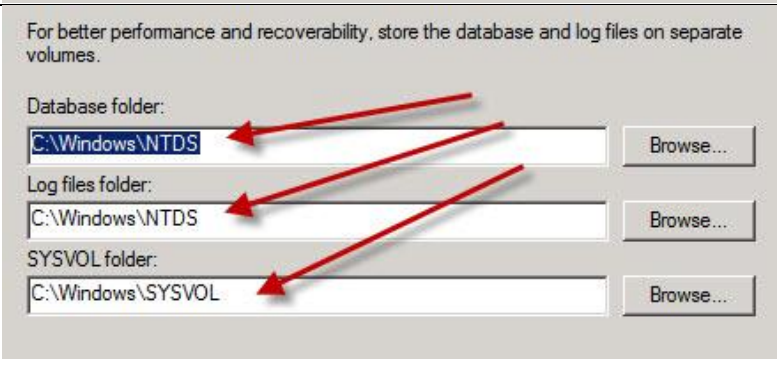 For better performance and recoverability, store the database and log files on separate
volumes.
Database folder:
C:\Windows\NTDS
Browse...
Log files folder:
C:\Windows\NTDS
Browse...
SYSVOL folder:
C:\Windows\SYSVOL
Browse...